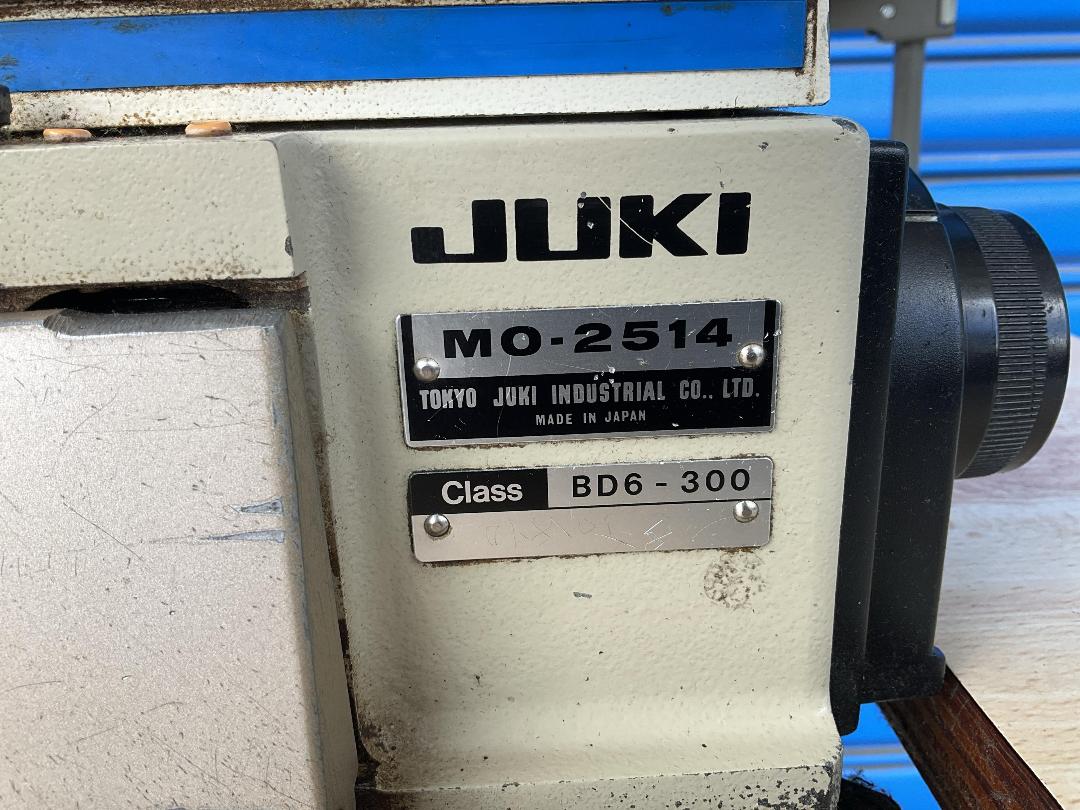 JUKI
MO-2514
TOKYO JUKI INDUSTRIAL CO., LTD.
MADE IN JAPAN
Class BD6-300